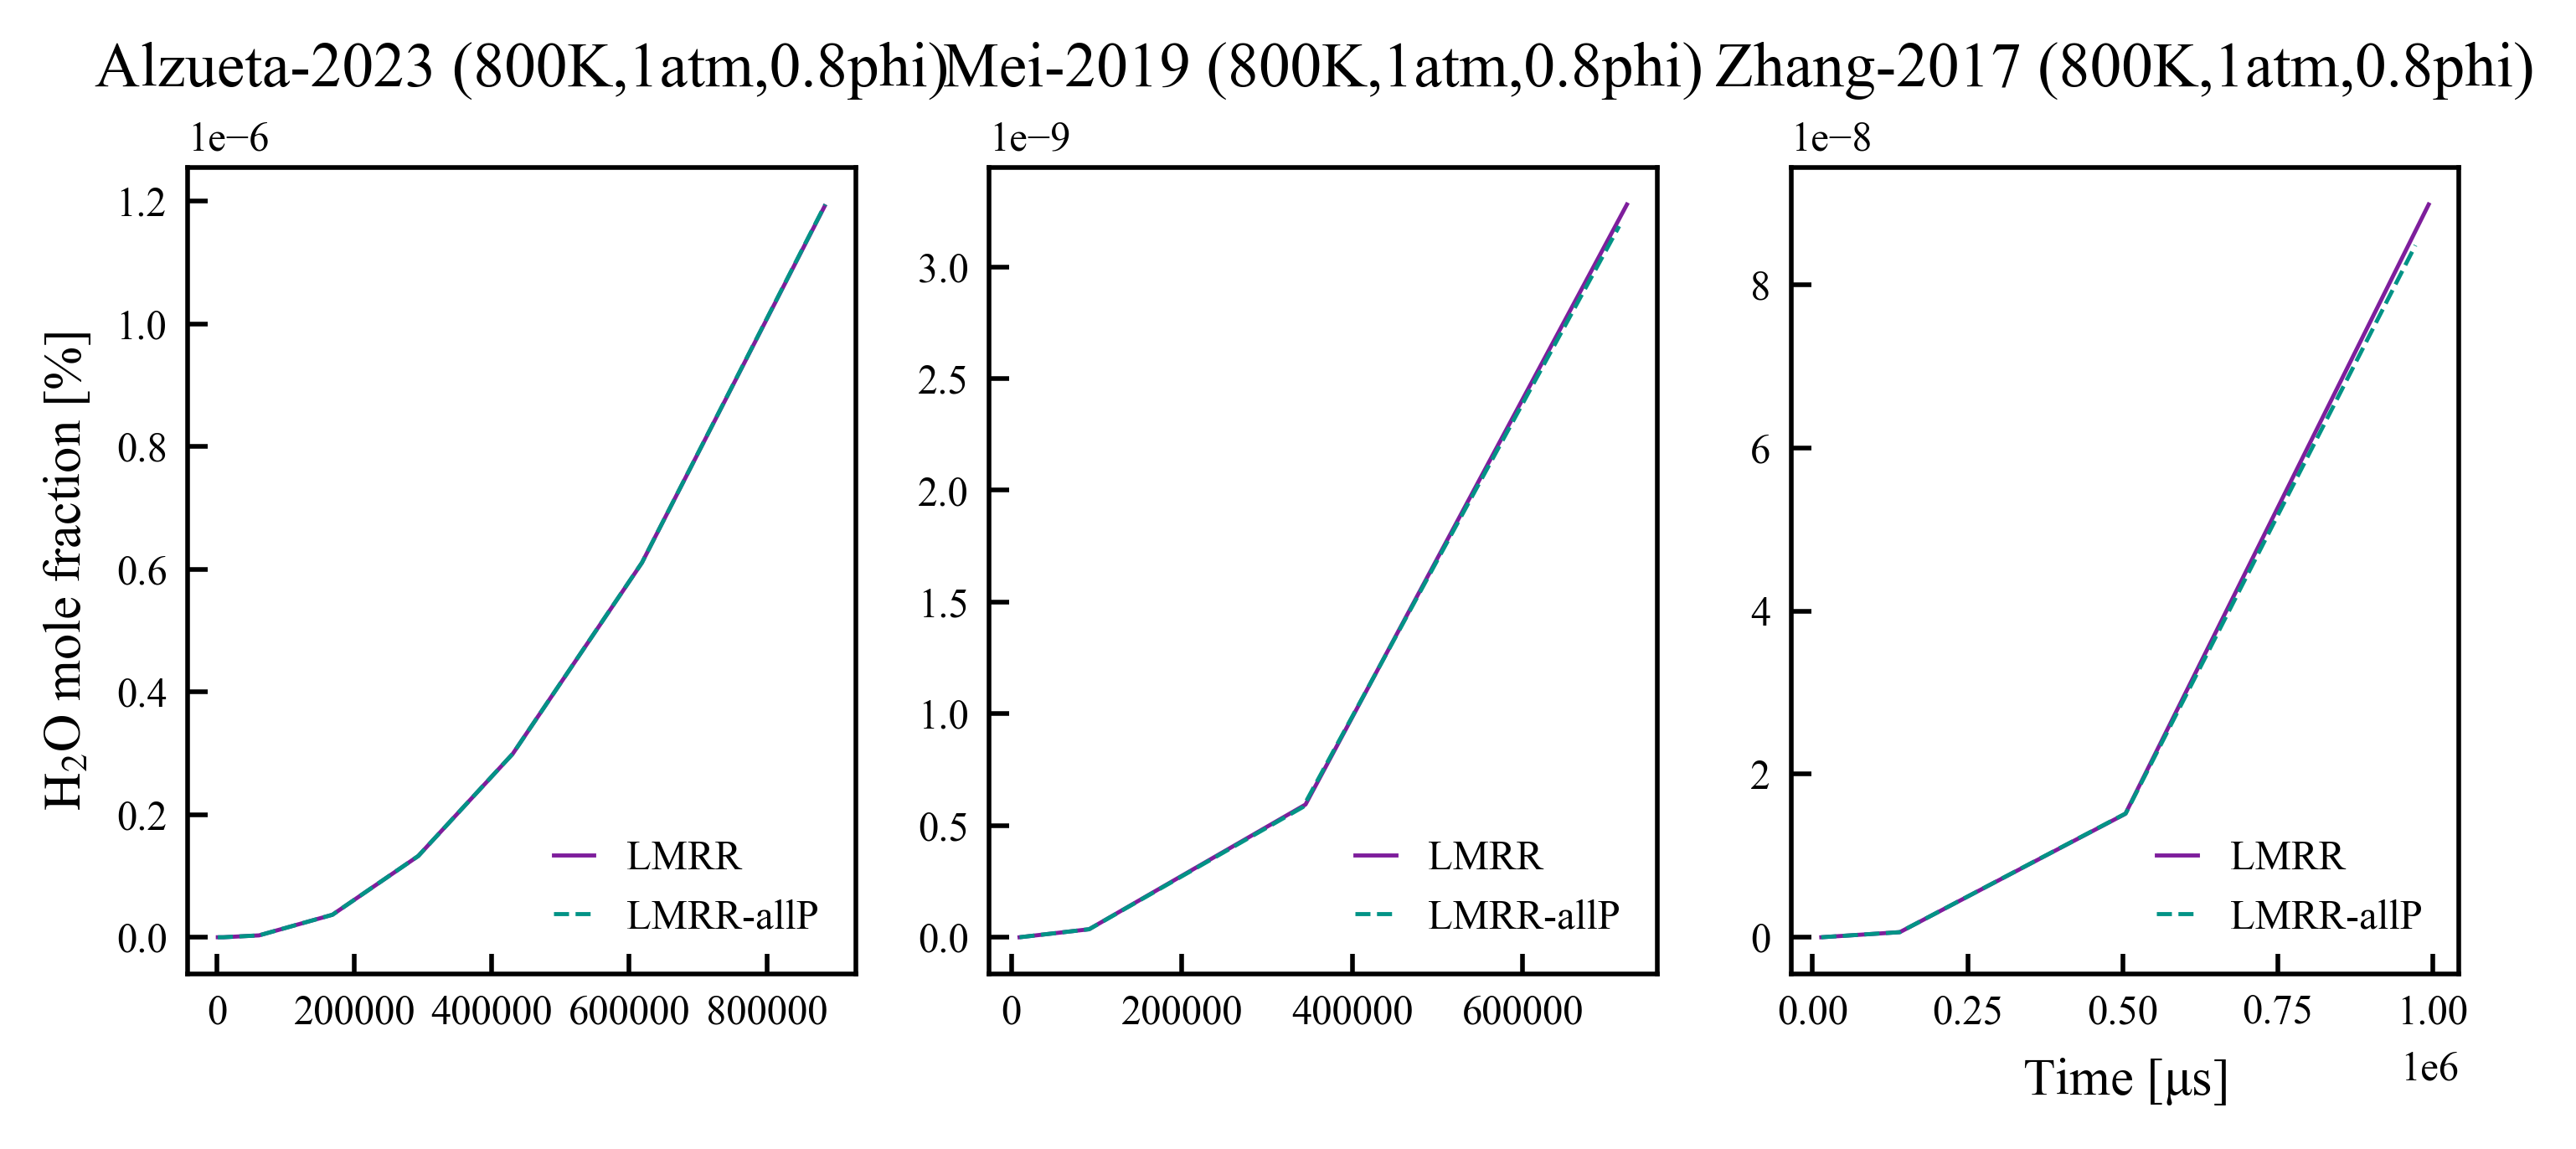 Alzueta-2023 (800K,1atm,0.8phi)
Mei-2019 (800K,1atm,0.8phi)
Zhang-2017 (800K,1atm,0.8phi)
H₂O mole fraction [%]
1e−6
1.2
1.0
0.8
0.6
0.4
0.2
0.0
LMRR
LMRR-allP
0 200000 400000 600000 800000
1e−9
3.0
2.5
2.0
1.5
1.0
0.5
0.0
LMRR
LMRR-allP
0 200000 400000 600000
1e−8
8
6
4
2
0
LMRR
LMRR-allP
0.00 0.25 0.50 0.75 1.00
1e6
Time [μs]